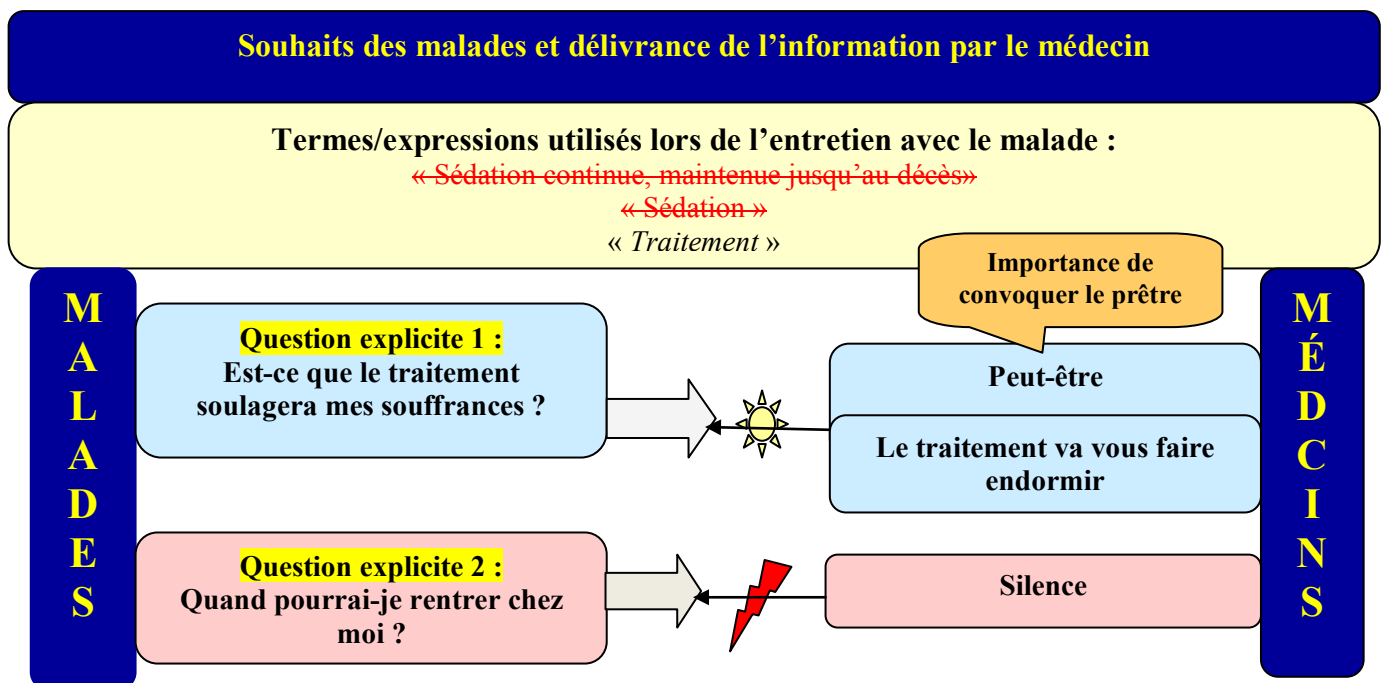 Souhaits des malades et délivrance de l’information par le médecin
Termes/expressions utilisés lors de l’entretien avec le malade :
« Sédation continue, maintenue jusqu’au décès»
« Sédation »
« Traitement »
Importance de
convoquer le prêtre
M
A
L
A
D
E
S
Question explicite 1 :
Est-ce que le traitement
soulagera mes souffrances ?
Peut-être
Le traitement va vous faire
endormir
Question explicite 2 :
Quand pourrai-je rentrer chez
moi ?
Silence
M
É
D
C
I
N
S